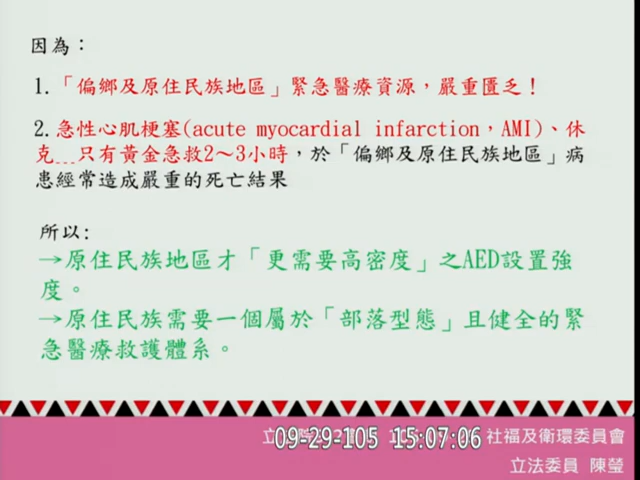 因為：
1.「偏鄉及原住民族地區」緊急醫療資源，嚴重匱乏！
2.急性心肌梗塞(acute myocardial infarction，AMI)、休
克…只有黃金急救2～3小時，於「偏鄉及原住民族地區」病
患經常造成嚴重的死亡結果
所以:
→原住民族地區才「更需要高密度」之AED設置強
度。
→原住民族需要一個屬於「部落型態」且健全的緊
急醫療救護體系。
09-29-105 15:07:06
社福及衛環委員會
立法委員 陳瑩